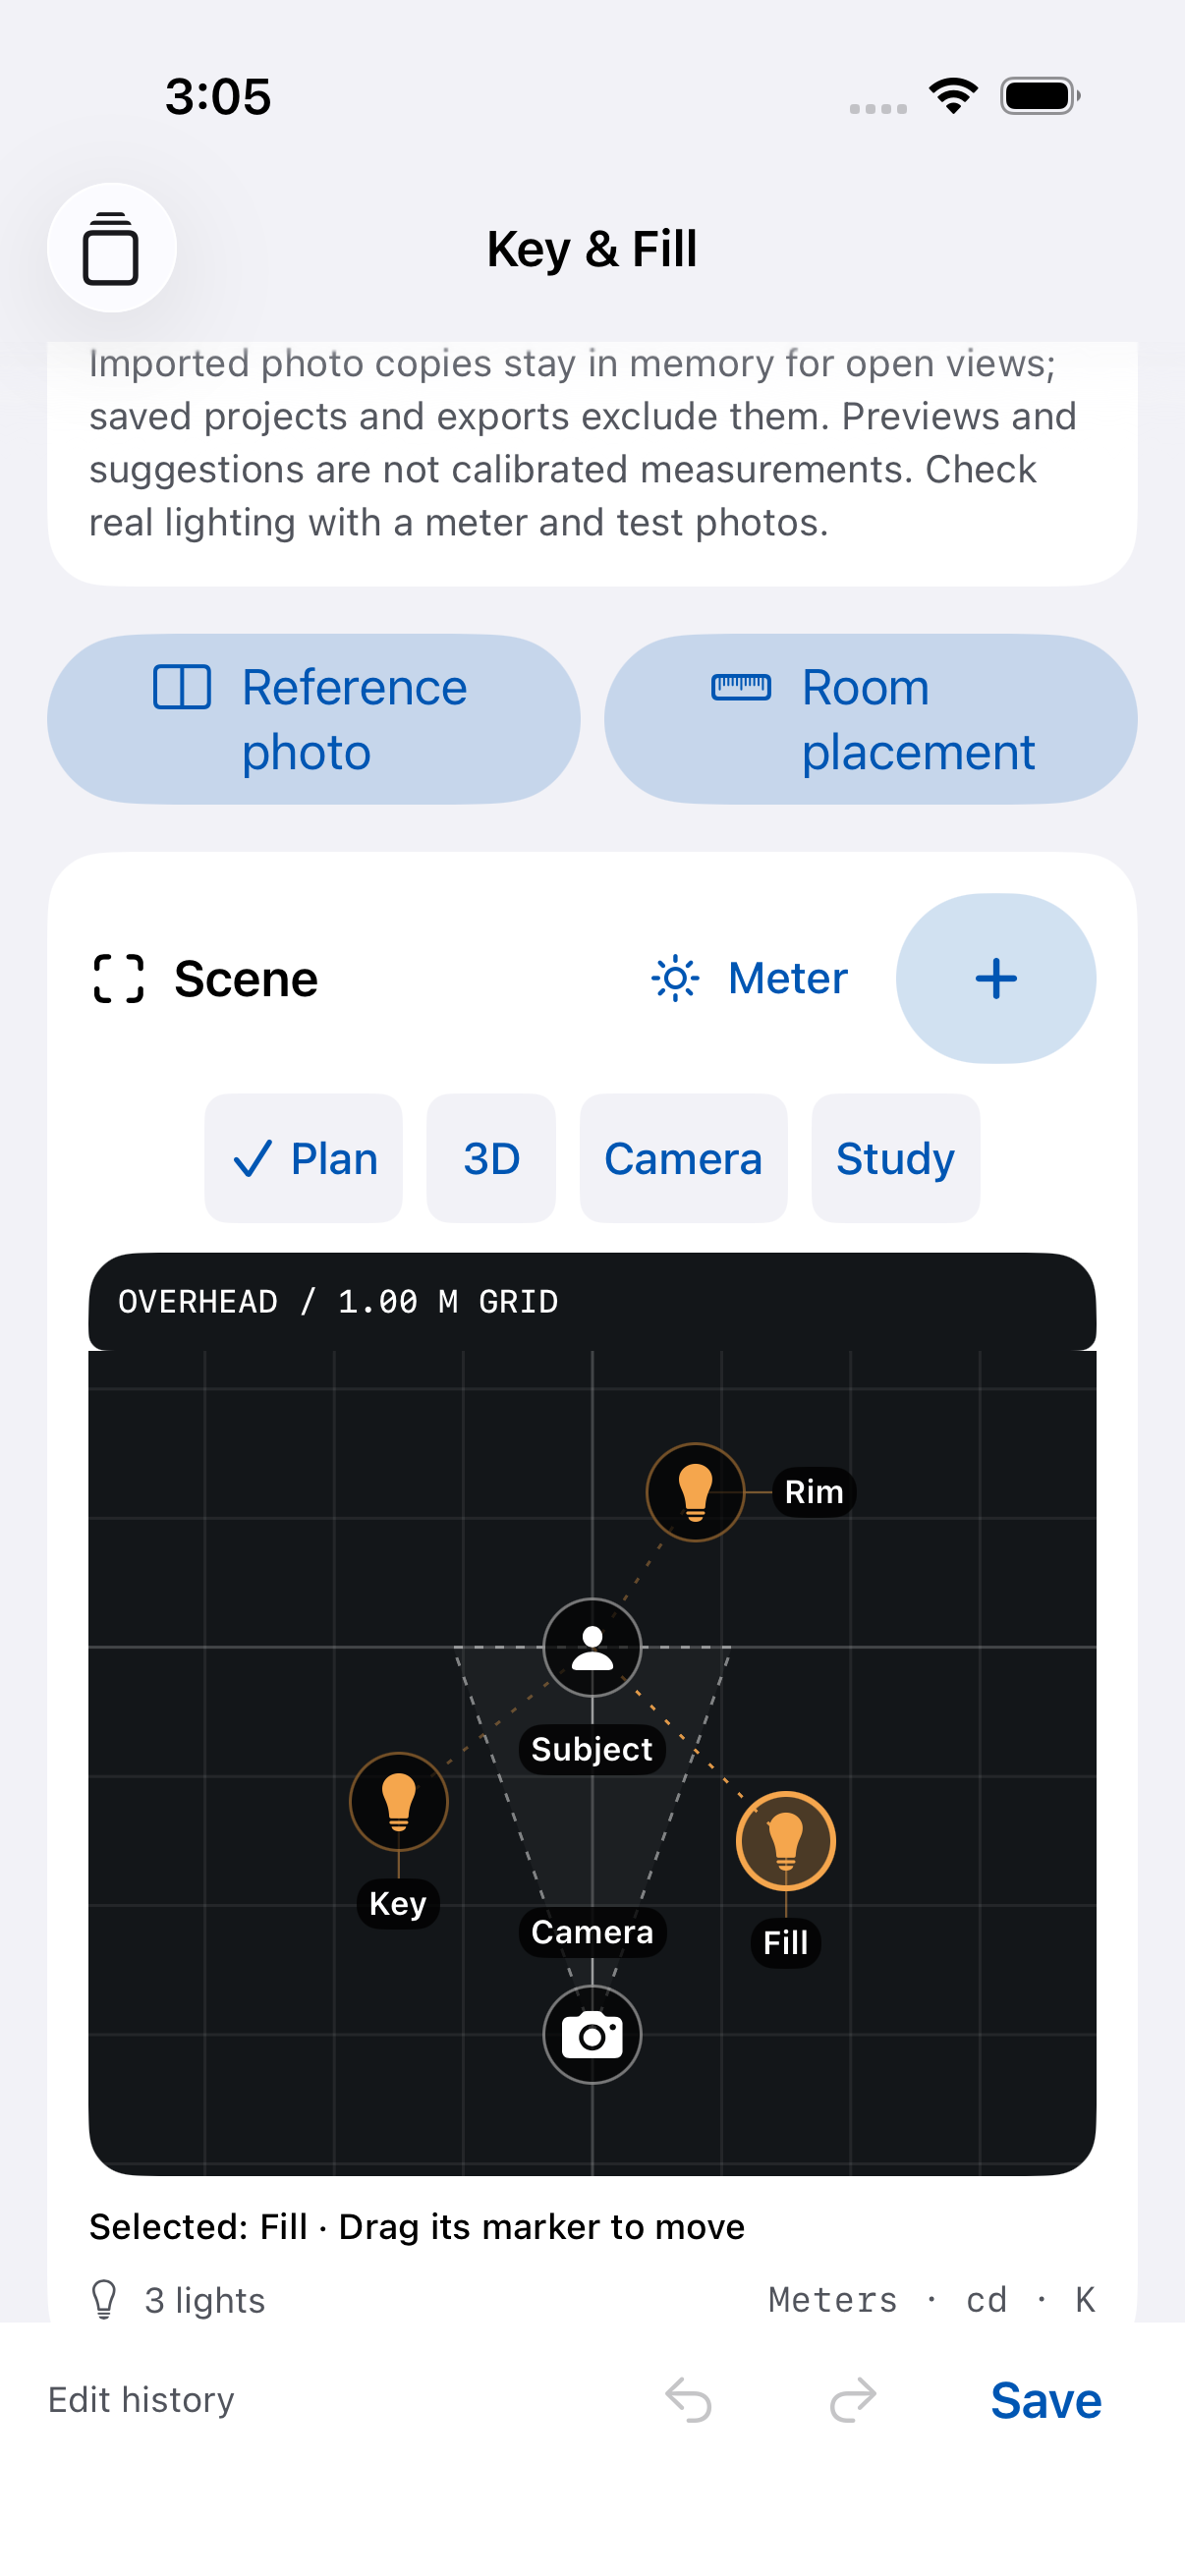 3:05
Key & Fill
Imported photo copies stay in memory for open views;
saved projects and exports exclude them. Previews and
suggestions are not calibrated measurements. Check
real lighting with a meter and test photos.
Reference
photo
Room
placement
Scene
Meter
Plan
3D
Camera
Study
OVERHEAD / 1.00 M GRID
Rim
Subject
Key
Camera
Fill
Selected: Fill · Drag its marker to move
3 lights
Meters · cd · K
Edit history
Save